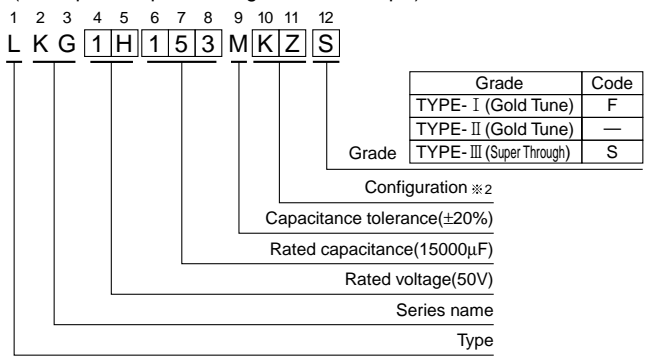 1 2 3 4 5 6 7 8 9 10 11 12
L K G 1 H 1 5 3 M K Z S
Grade Code
TYPE-Ⅰ (Gold Tune) F
TYPE-Ⅱ (Gold Tune) —
Grade TYPE-Ⅲ (Super Through) S
Configuration ※2
Capacitance tolerance(±20%)
Rated capacitance(15000µF)
Rated voltage(50V)
Series name
Type